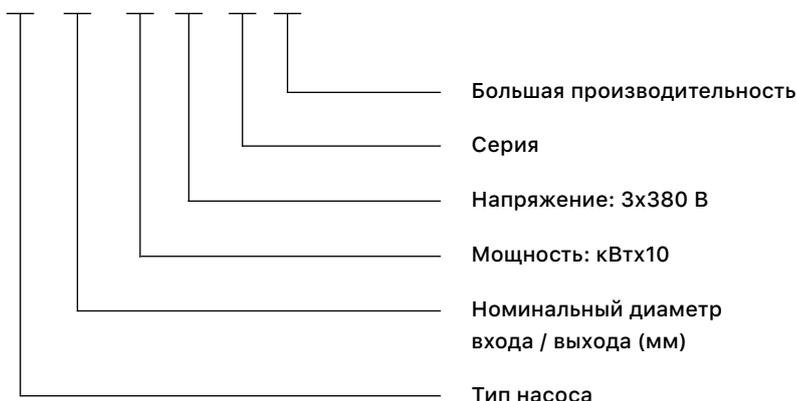 Большая производительность
Серия
Напряжение: 3х380 В
Мощность: кВтх10
Номинальный диаметр
входа / выхода (мм)
Тип насоса